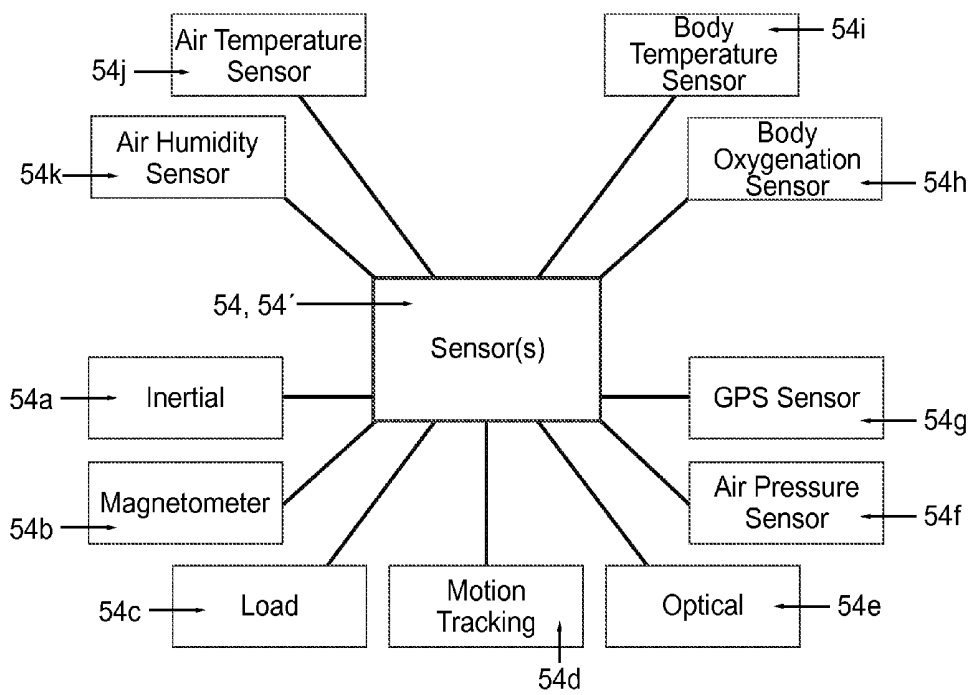 Air Temperature
Sensor
54j
Body
Temperature
Sensor
54i
Air Humidity
Sensor
54k
Body
Oxygenation
Sensor
54h
54, 54´
Sensor(s)
54a
Inertial
GPS Sensor
54g
Magnetometer
54b
Air Pressure
Sensor
54f
54c
Load
Motion
Tracking
54d
Optical
54e